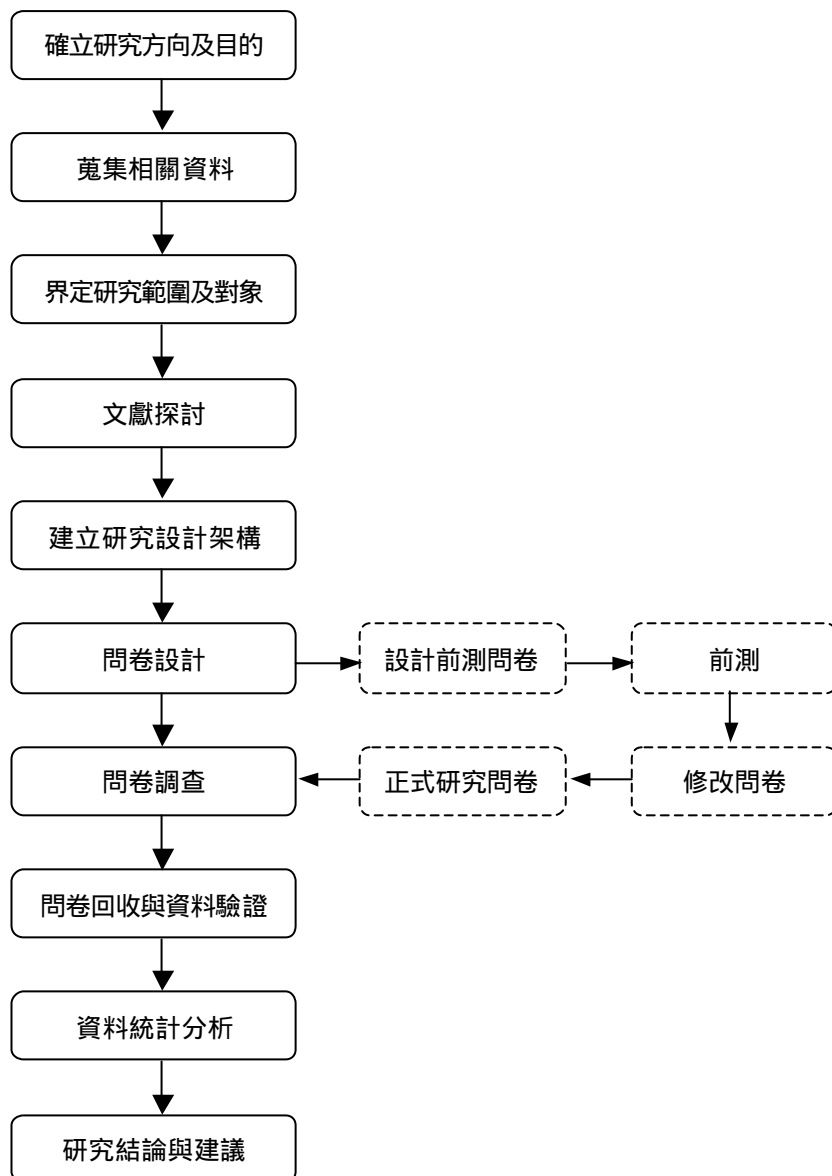 確立研究方向及目的
蒐集相關資料
界定研究範圍及對象
文獻探討
建立研究設計架構
問卷設計
設計前測問卷
前測
問卷調查
正式研究問卷
修改問卷
問卷回收與資料驗證
資料統計分析
研究結論與建議